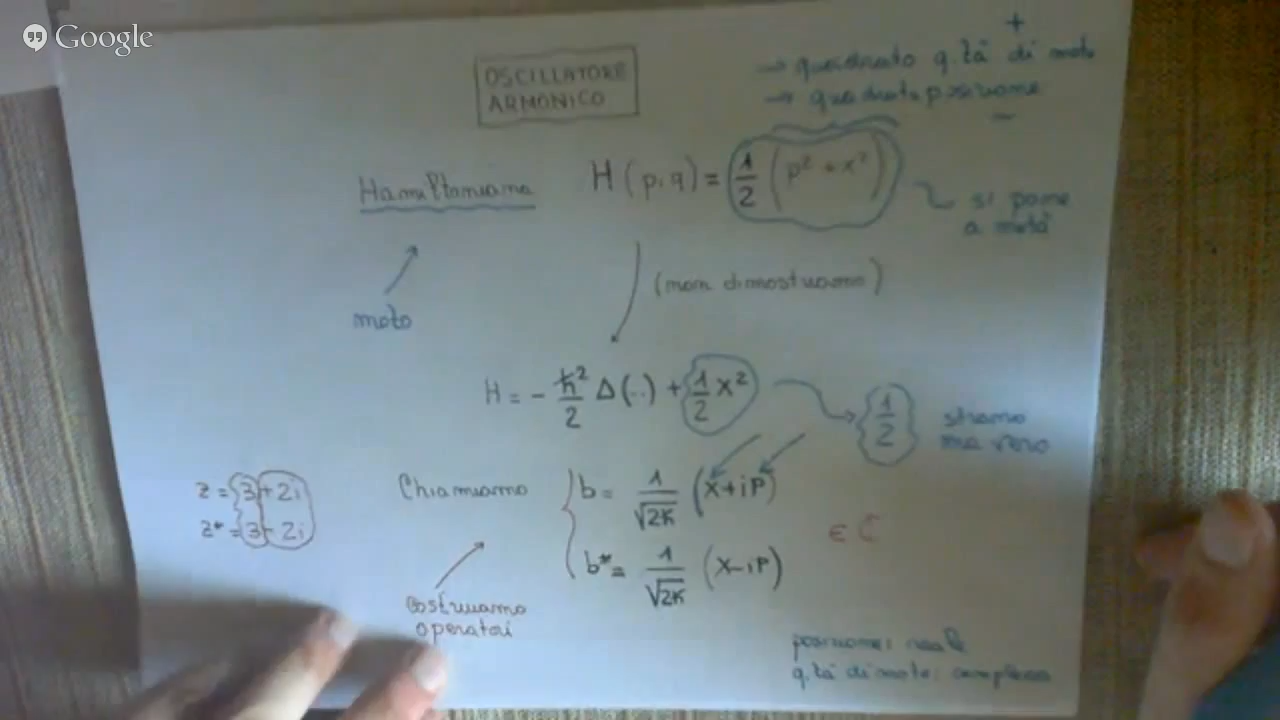 Google
OSCILLATORE
ARMONICO
+
→ quadrato q.tà di moto
→ quadrato posizione
Hamiltoniana
H(p,q) = 1/2 (p² + x²)
si pone
a metà
moto
(non dimostriamo)
H = - ħ²/2 Δ(..) + 1/2 x²
1/2
strano
ma vero
z = 3+2i
z* = 3-2i
Chiamiamo
b = 1/√2ħ (x+iP)
b* = 1/√2ħ (x-iP)
∈ ℂ
costruiamo
operatori
posizione: reale
q.tà di moto: complessa